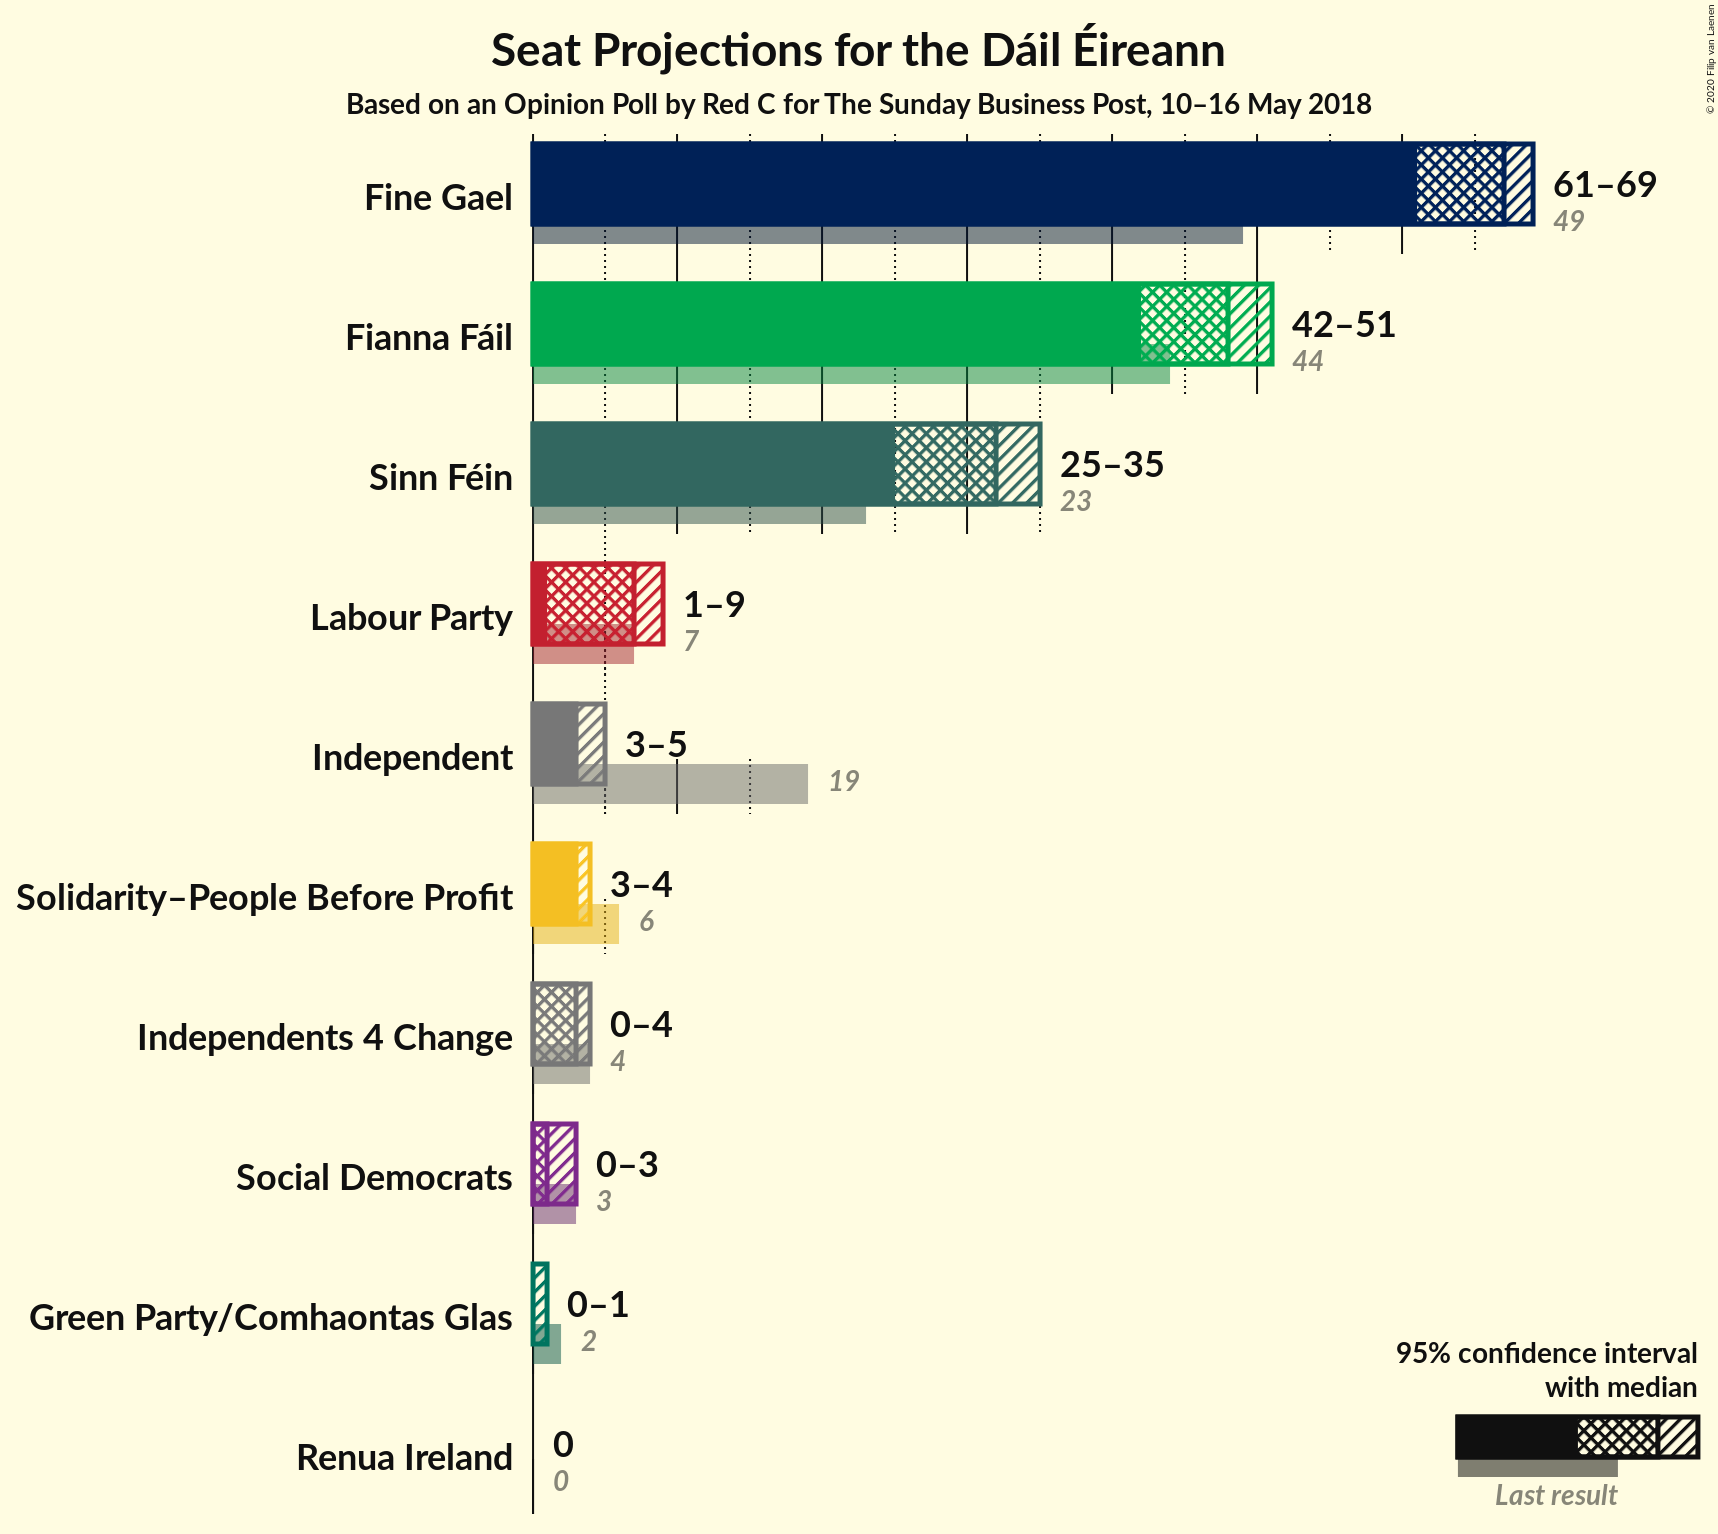 Seat Projections for the Dáil Éireann
Based on an Opinion Poll by Red C for The Sunday Business Post, 10–16 May 2018
© 2020 Filip van Laenen
Fine Gael
61–69
49
Fianna Fáil
42–51
44
Sinn Féin
25–35
23
Labour Party
1–9
7
Independent
3–5
19
Solidarity–People Before Profit
3–4
6
Independents 4 Change
0–4
4
Social Democrats
0–3
3
Green Party/Comhaontas Glas
0–1
2
Renua Ireland
0
0
95% confidence interval
with median
Last result